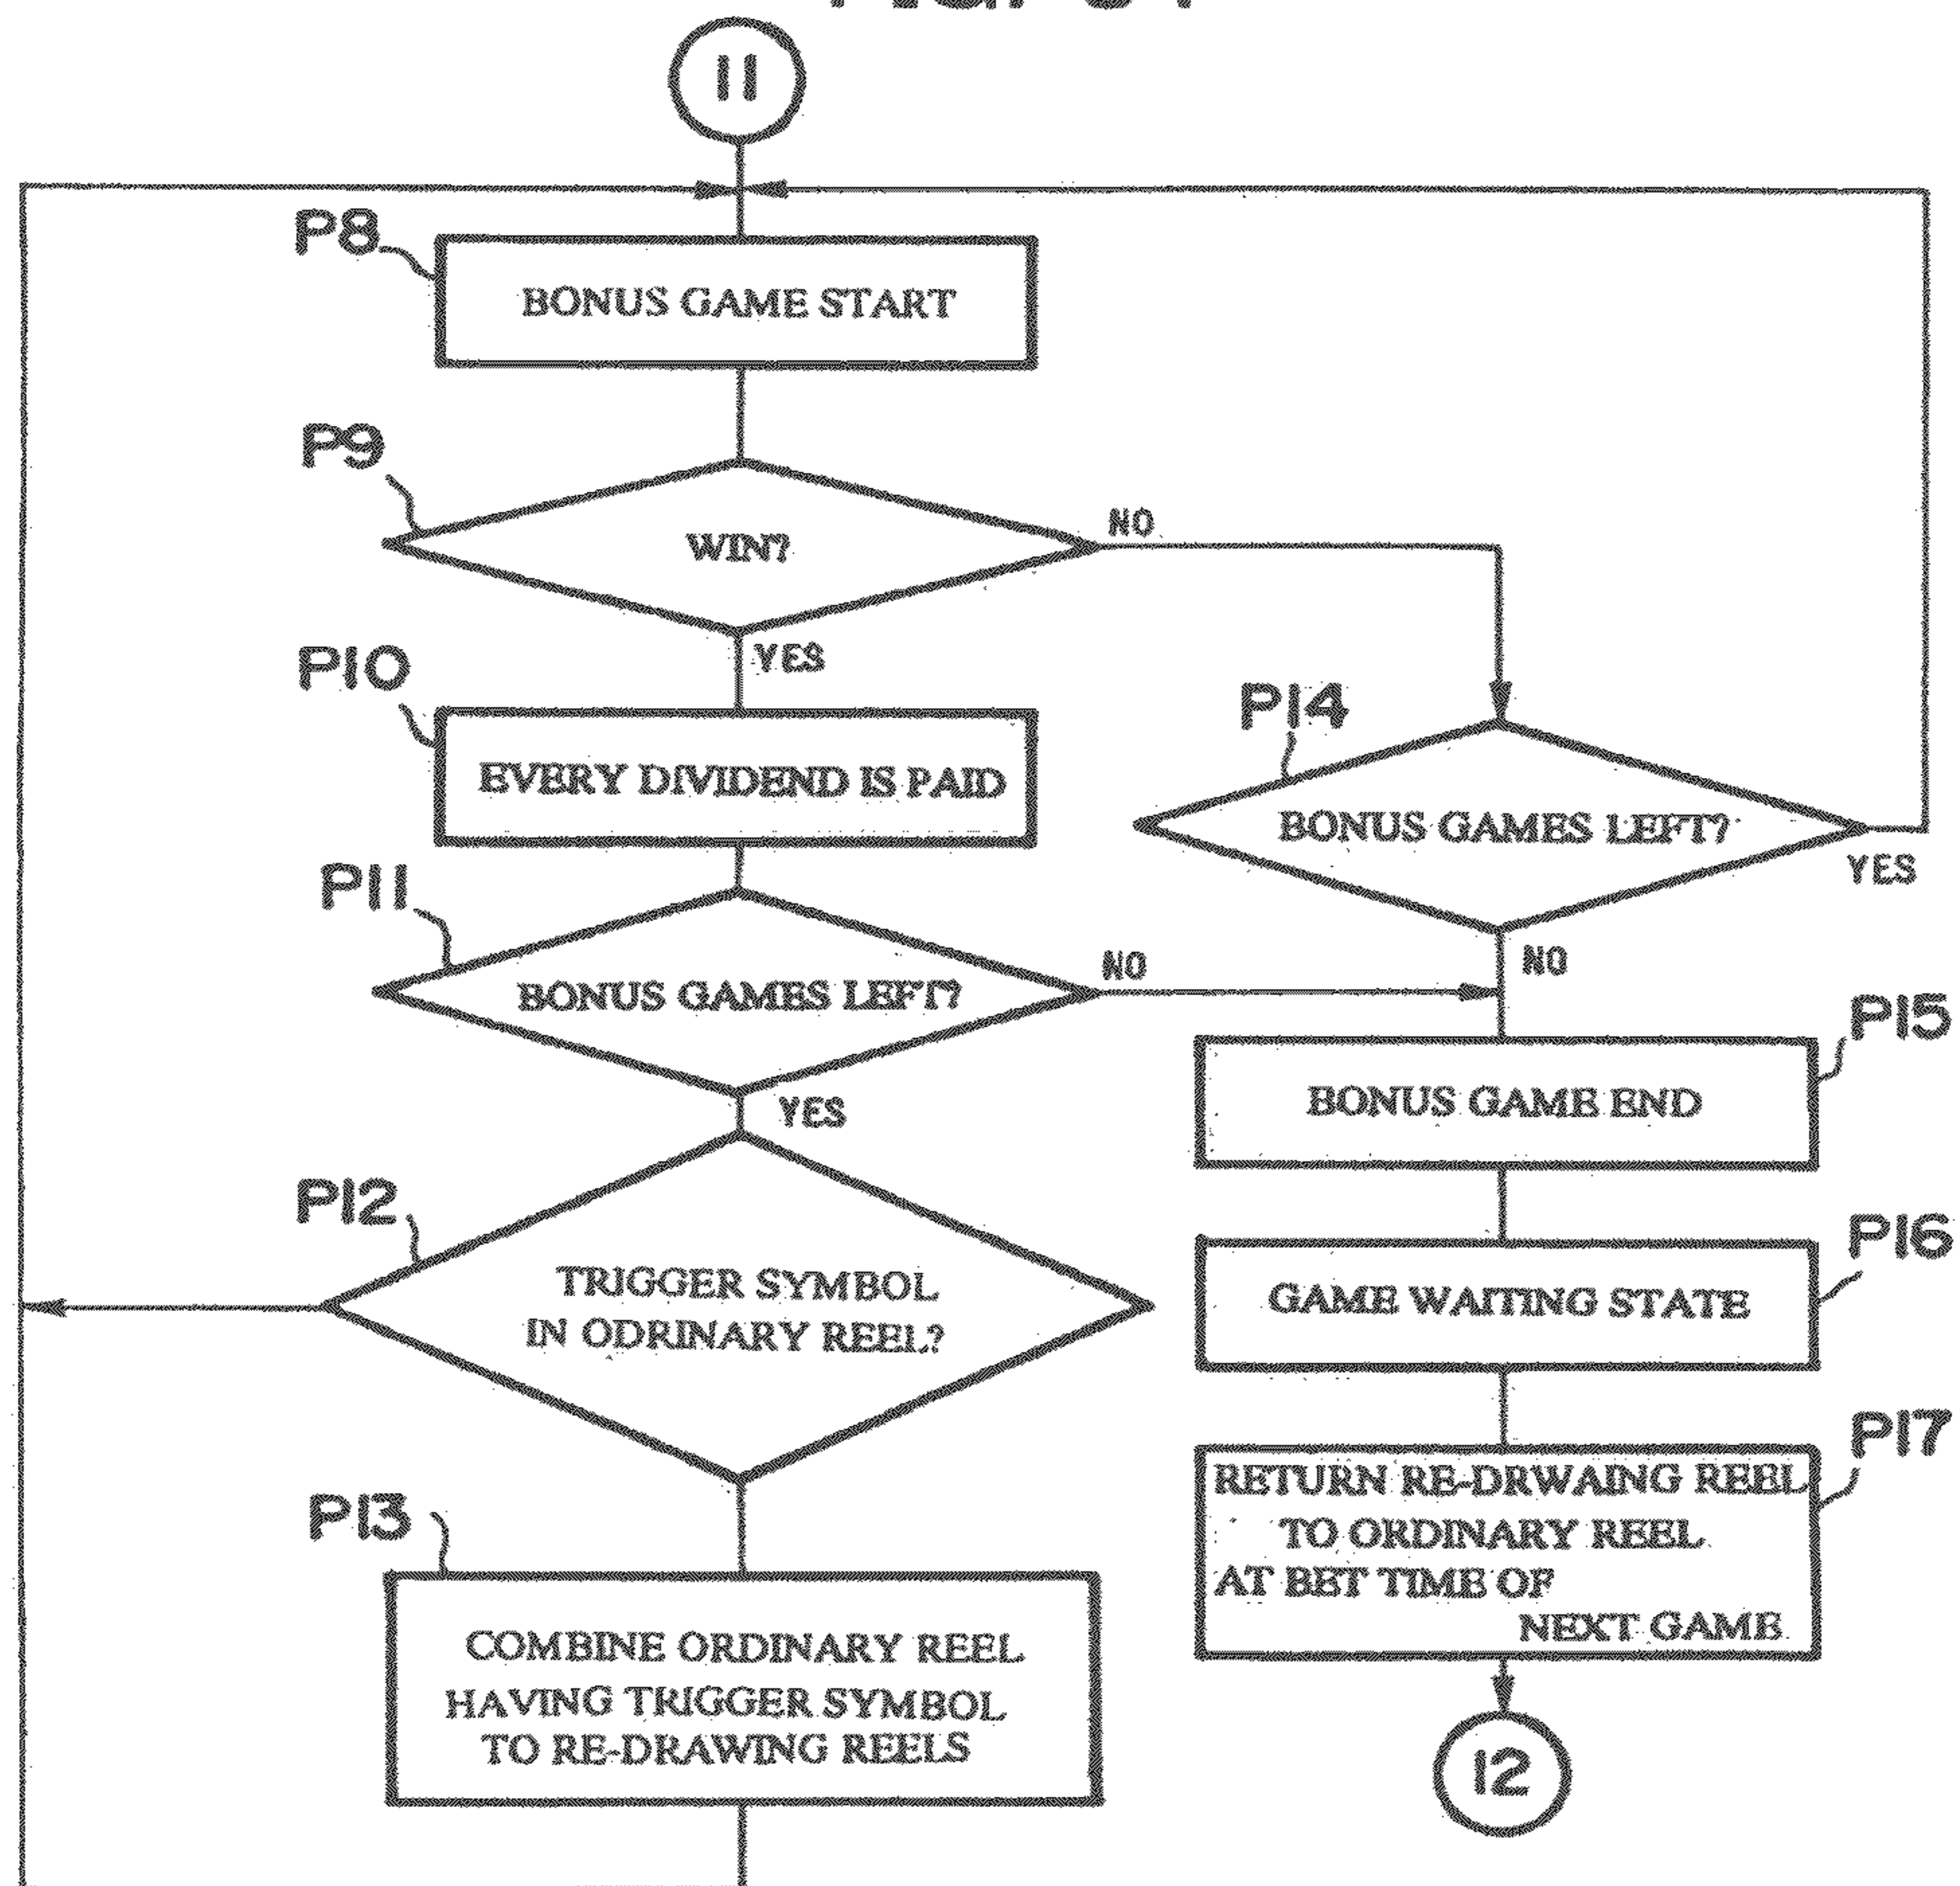 11
P8
BONUS GAME START
P9
WIN?
NO
YES
P10
EVERY DIVIDEND IS PAID
P14
BONUS GAMES LEFT?
YES
NO
P11
BONUS GAMES LEFT?
NO
YES
P15
BONUS GAME END
P12
TRIGGER SYMBOL
IN ODRINARY REEL?
P16
GAME WAITING STATE
P17
RETURN RE-DRWAING REEL
TO ORDINARY REEL
AT BET TIME OF
NEXT GAME
P13
COMBINE ORDINARY REEL
HAVING TRIGGER SYMBOL
TO RE-DRAWING REELS
12